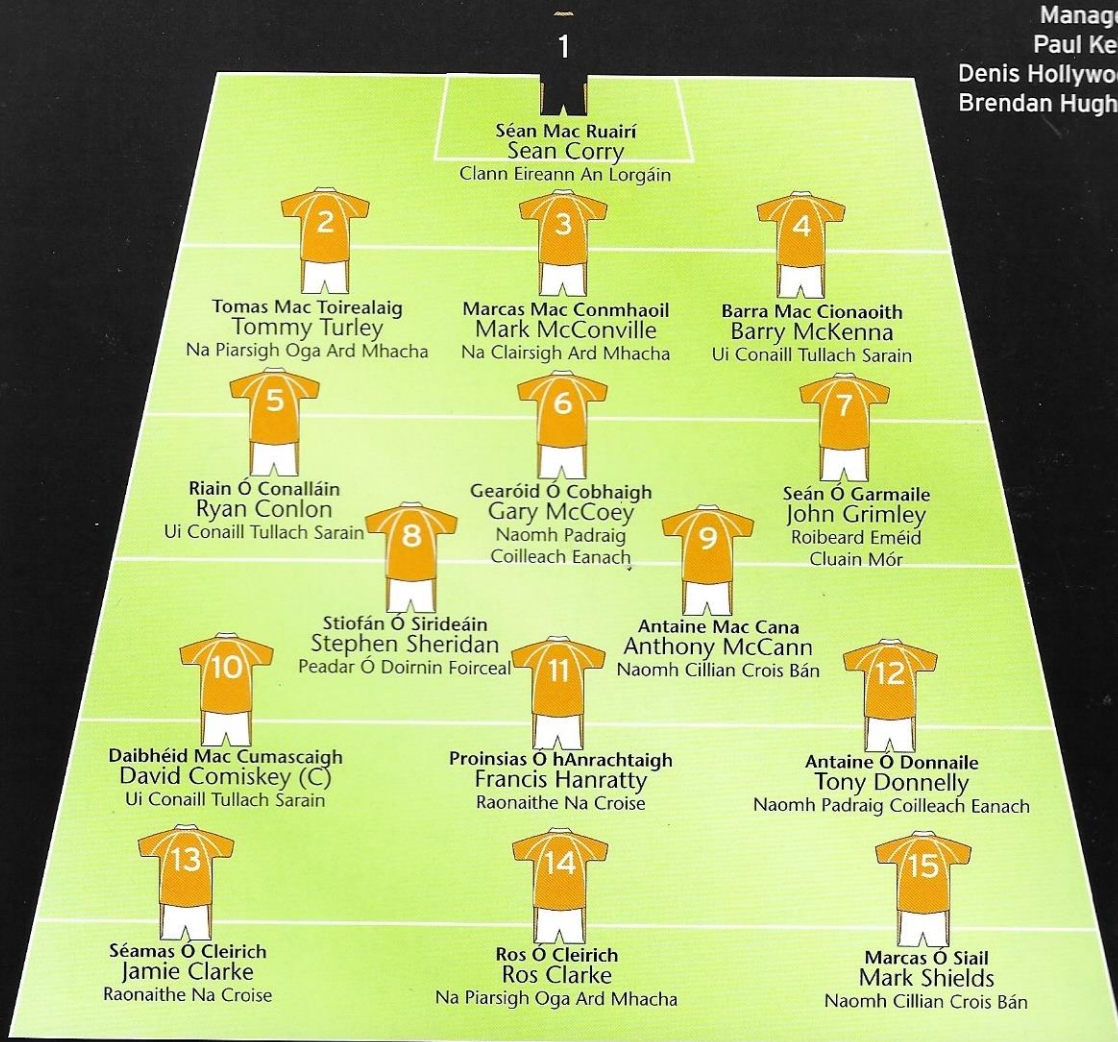 Manage
Paul Ke
Denis Hollywo
Brendan Hugh
1
Séan Mac Ruairí
Sean Corry
Clann Eireann An Lorgáin
2
Tomas Mac Toirealaig
Tommy Turley
Na Piarsigh Oga Ard Mhacha
3
Marcas Mac Conmhaoil
Mark McConville
Na Clairsigh Ard Mhacha
4
Barra Mac Cionaoith
Barry McKenna
Ui Conaill Tullach Sarain
5
Riain Ó Conalláin
Ryan Conlon
Ui Conaill Tullach Sarain
6
Gearóid Ó Cobhaigh
Gary McCoey
Naomh Padraig
Coilleach Eanach
7
Seán Ó Garmaile
John Grimley
Roibeard Eméid
Cluain Mór
8
Stiofán Ó Sirideáin
Stephen Sheridan
Peadar Ó Doirnin Foirceal
9
Antaine Mac Cana
Anthony McCann
Naomh Cillian Crois Bán
10
Daibhéid Mac Cumascaigh
David Comiskey (C)
Ui Conaill Tullach Sarain
11
Proinsias Ó hAnrachtaigh
Francis Hanratty
Raonaithe Na Croise
12
Antaine Ó Donnaile
Tony Donnelly
Naomh Padraig Coilleach Eanach
13
Séamas Ó Cleirich
Jamie Clarke
Raonaithe Na Croise
14
Ros Ó Cleirich
Ros Clarke
Na Piarsigh Oga Ard Mhacha
15
Marcas Ó Siail
Mark Shields
Naomh Cillian Crois Bán